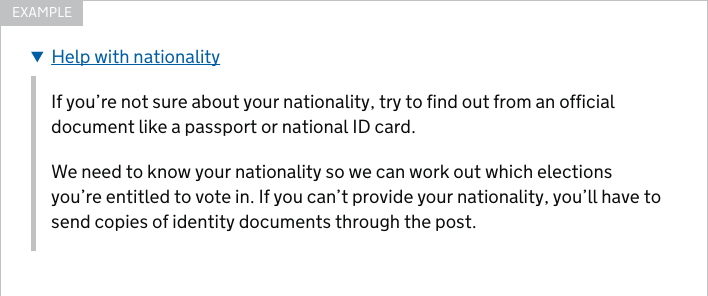 EXAMPLE
Help with nationality
If you’re not sure about your nationality, try to find out from an official
document like a passport or national ID card.
We need to know your nationality so we can work out which elections
you’re entitled to vote in. If you can’t provide your nationality, you’ll have to
send copies of identity documents through the post.